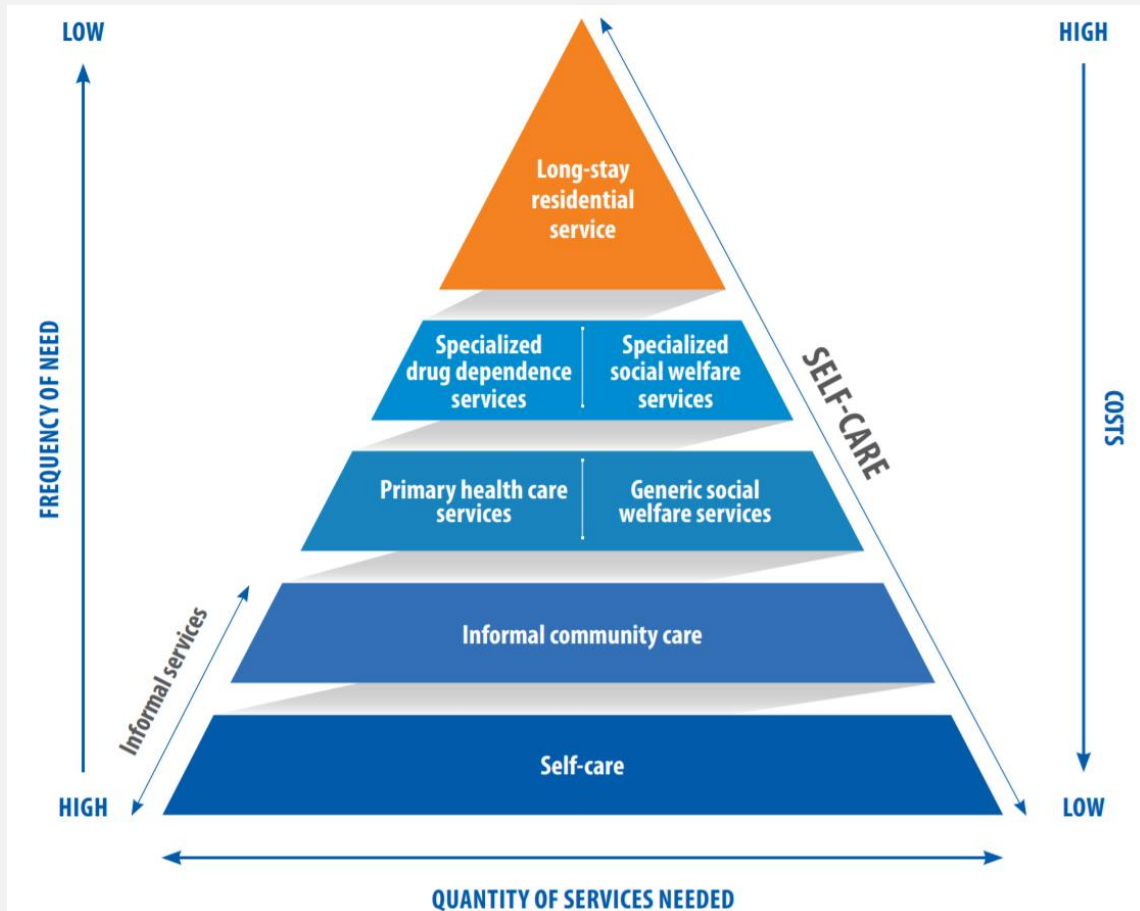 LOW
HIGH
Long-stay
residential
service
FREQUENCY OF NEED
Specialized
drug dependence
services
Specialized
social welfare
services
SELF-CARE
COSTS
Primary health care
services
Generic social
welfare services
Informal services
Informal community care
Self-care
HIGH
LOW
QUANTITY OF SERVICES NEEDED